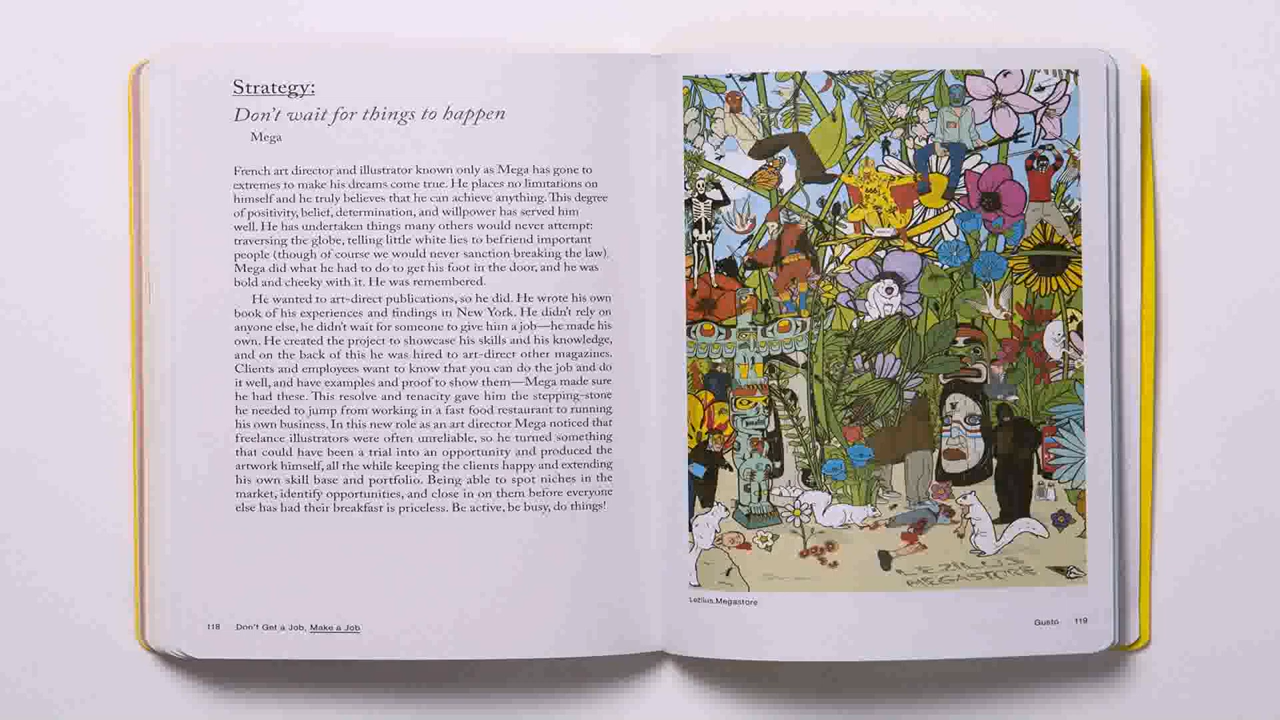 Strategy:
Don't wait for things to happen
Mega
French art director and illustrator known only as Mega has gone to
extremes to make his dreams come true. He places no limitations on
himself and he truly believes that he can achieve anything. This degree
of positivity, belief, determination, and willpower has served him
well. He has undertaken things many others would never attempt:
traversing the globe, telling little white lies to befriend important
people (though of course we would never sanction breaking the law).
Mega did what he had to do to get his foot in the door, and he was
bold and cheeky with it. He was remembered.
He wanted to art-direct publications, so he did. He wrote his own
book of his experiences and findings in New York. He didn't rely on
anyone else, he didn't wait for someone to give him a job—he made his
own. He created the project to showcase his skills and his knowledge,
and on the back of this he was hired to art-direct other magazines.
Clients and employees want to know that you can do the job and do
it well, and have examples and proof to show them—Mega made sure
he had these. This resolve and tenacity gave him the stepping-stone
he needed to jump from working in a fast food restaurant to running
his own business. In this new role as an art director Mega noticed that
freelance illustrators were often unreliable, so he turned something
that could have been a trial into an opportunity and produced the
artwork himself, all the while keeping the clients happy and extending
his own skill base and portfolio. Being able to spot niches in the
market, identify opportunities, and close in on them before everyone
else has had their breakfast is priceless. Be active, be busy, do things!
118 Don't Get a Job, Make a Job
LEZILUS
MEGASTORE
Lezilus, Megastore
Gusto 119